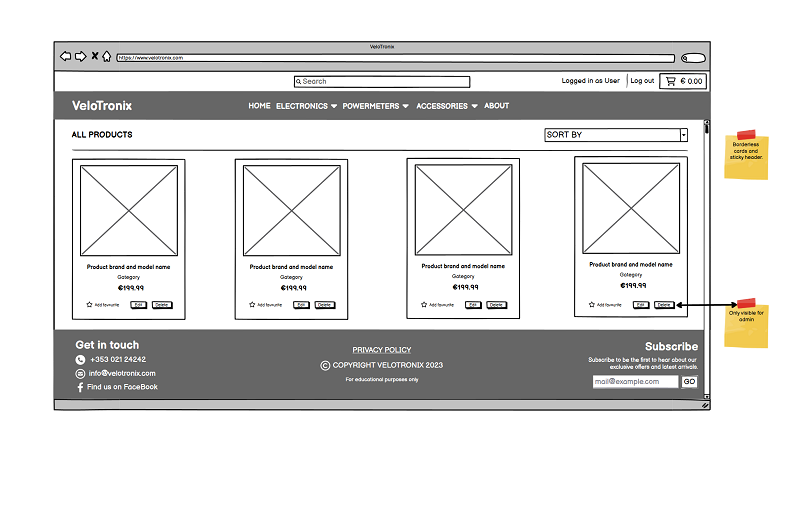 VeloTronix
https://www.velotronix.com
Search
Logged in as User
Log out
€ 0.00
VeloTronix
HOME ELECTRONICS POWERMETERS ACCESSORIES ABOUT
ALL PRODUCTS
SORT BY
Borderless
cards and
sticky header.
Product brand and model name
Category
€199.99
Add favourite Edit Delete
Product brand and model name
Category
€199.99
Add favourite Edit Delete
Product brand and model name
Category
€199.99
Add favourite Edit Delete
Product brand and model name
Category
€199.99
Add favourite Edit Delete
Only visible for
admin
Get in touch
+353 021 24242
info@velotronix.com
Find us on FaceBook
PRIVACY POLICY
© COPYRIGHT VELOTRONIX 2023
For educational purposes only
Subscribe
Subscribe to be the first to hear about our
exclusive offers and latest arrivals.
mail@example.com GO